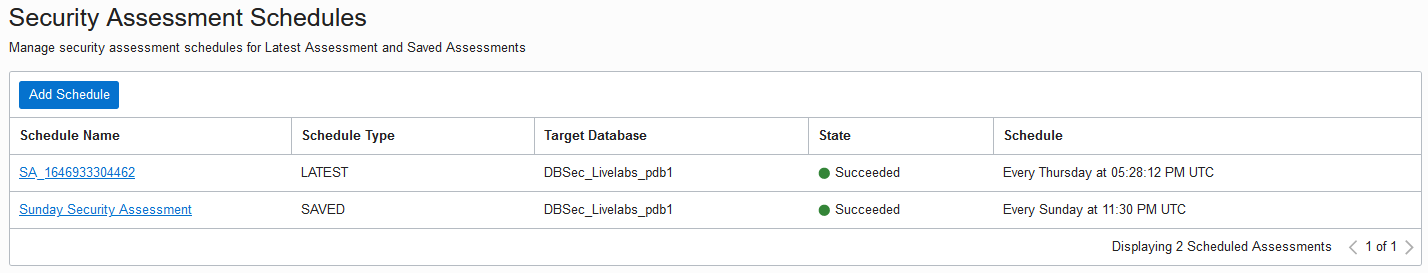 Security Assessment Schedules
Manage security assessment schedules for Latest Assessment and Saved Assessments
Add Schedule
Schedule Name Schedule Type Target Database State Schedule
SA_1646933304462 LATEST DBSec_Livelabs_pdb1 Succeeded Every Thursday at 05:28:12 PM UTC
Sunday Security Assessment SAVED DBSec_Livelabs_pdb1 Succeeded Every Sunday at 11:30 PM UTC
Displaying 2 Scheduled Assessments 1 of 1